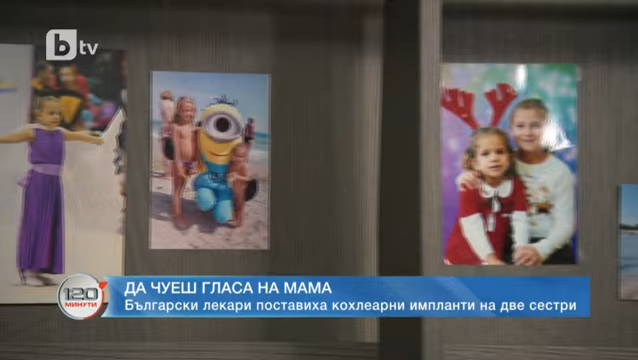 btv
ДА ЧУЕШ ГЛАСА НА МАМА
Български лекари поставиха кохлеарни импланти на две сестри
120
МИНУТИ